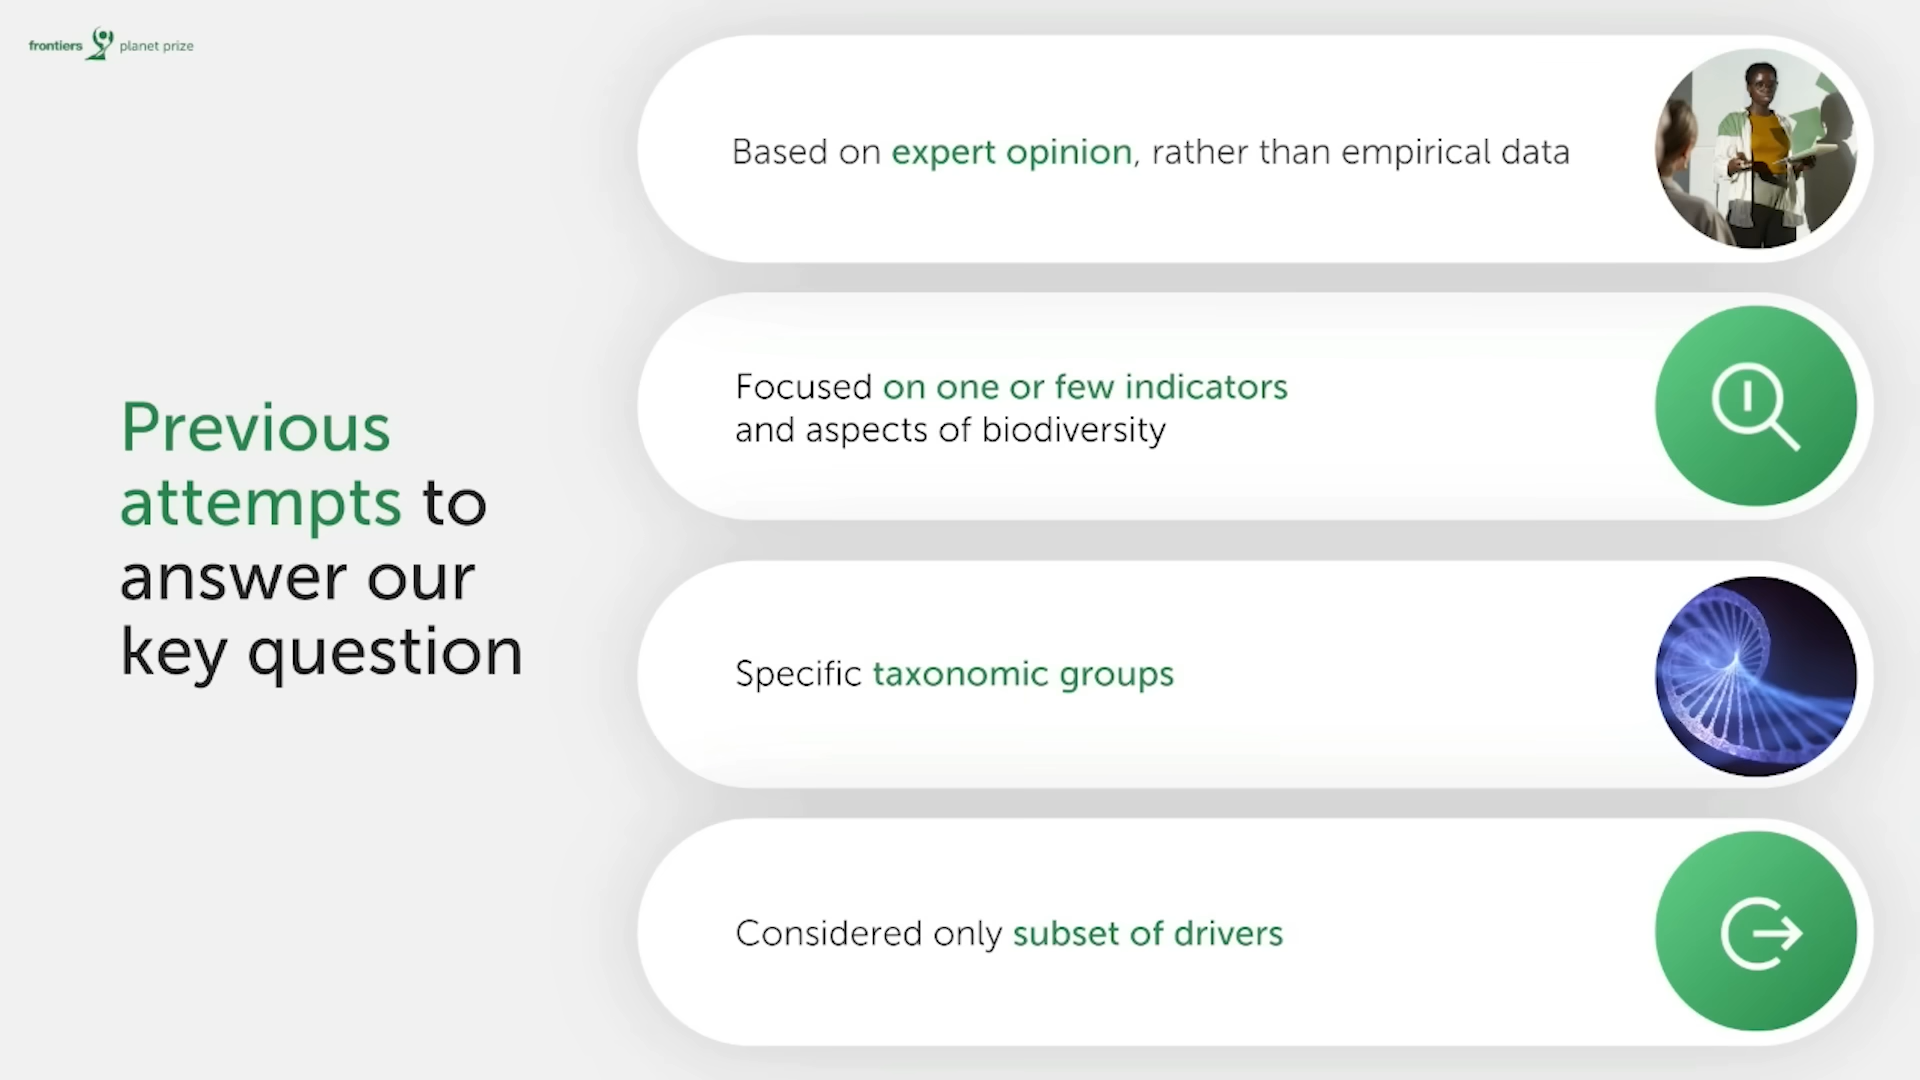 frontiers planet prize
Previous
attempts to
answer our
key question
Based on expert opinion, rather than empirical data
Focused on one or few indicators
and aspects of biodiversity
Specific taxonomic groups
Considered only subset of drivers